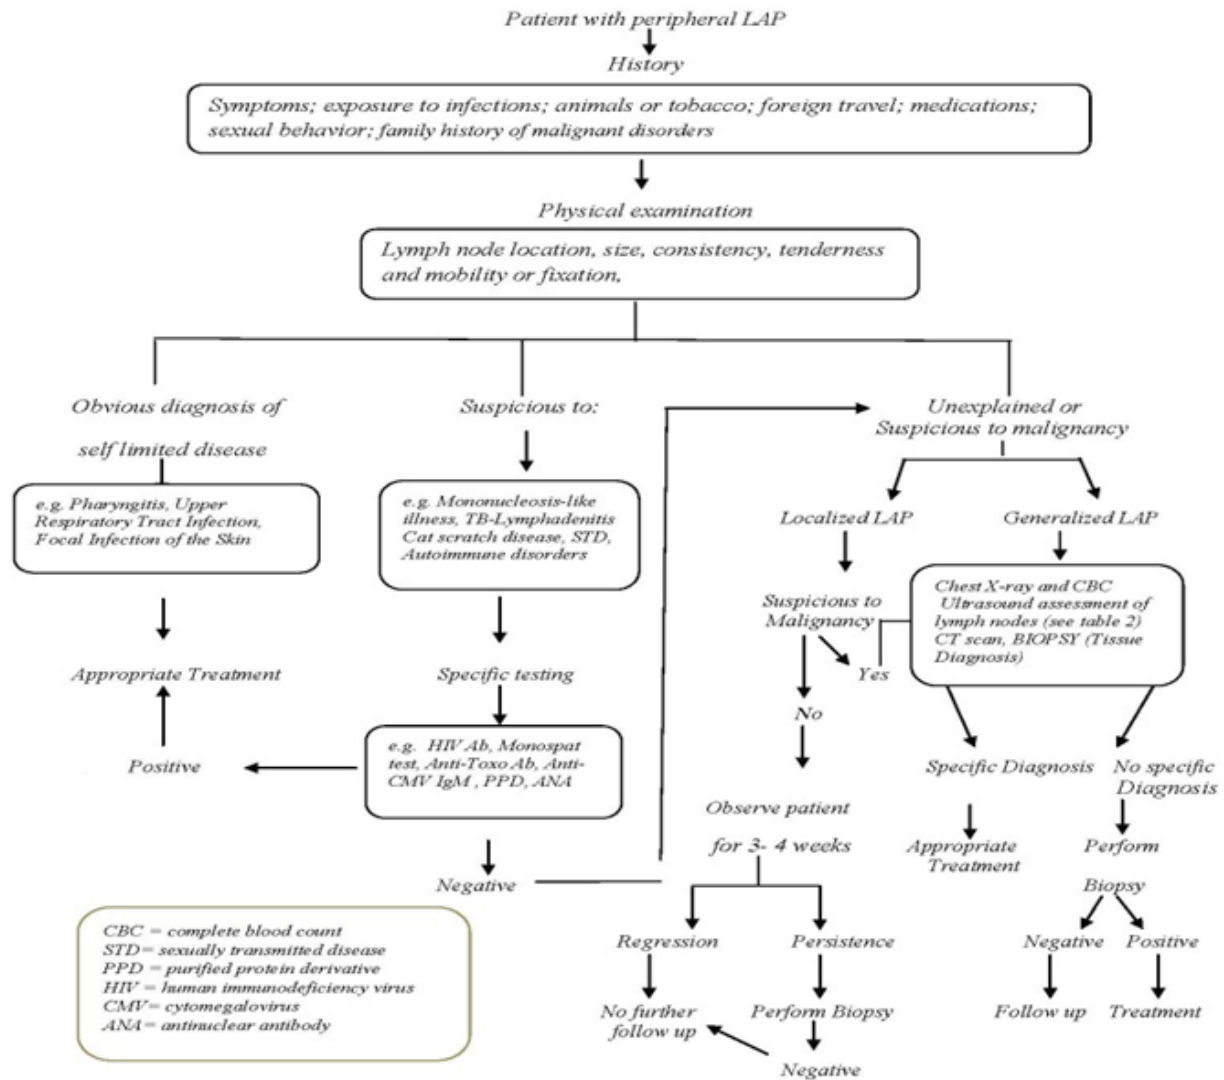 Patient with peripheral LAP
History
Symptoms; exposure to infections; animals or tobacco; foreign travel; medications;
sexual behavior; family history of malignant disorders
Physical examination
Lymph node location, size, consistency, tenderness
and mobility or fixation,
Obvious diagnosis of
self limited disease
e.g. Pharyngitis, Upper
Respiratory Tract Infection,
Focal Infection of the Skin
Appropriate Treatment
Positive
Suspicious to:
e.g. Mononucleosis-like
illness, TB-Lymphadenitis
Cat scratch disease, STD,
Autoimmune disorders
Specific testing
e.g. HIV Ab, Monospat
test, Anti-Toxo Ab, Anti-
CMV IgM , PPD, ANA
Negative
Unexplained or
Suspicious to malignancy
Localized LAP
Suspicious to
Malignancy
Yes
No
Observe patient
for 3- 4 weeks
Regression
No further
follow up
Persistence
Perform Biopsy
Negative
Generalized LAP
Chest X-ray and CBC
Ultrasound assessment of
lymph nodes (see table 2)
CT scan, BIOPSY (Tissue
Diagnosis)
Specific Diagnosis
Appropriate
Treatment
No specific
Diagnosis
Perform
Biopsy
Negative
Follow up
Positive
Treatment
CBC = complete blood count
STD = sexually transmitted disease
PPD = purified protein derivative
HIV = human immunodeficiency virus
CMV= cytomegalovirus
ANA= antinuclear antibody